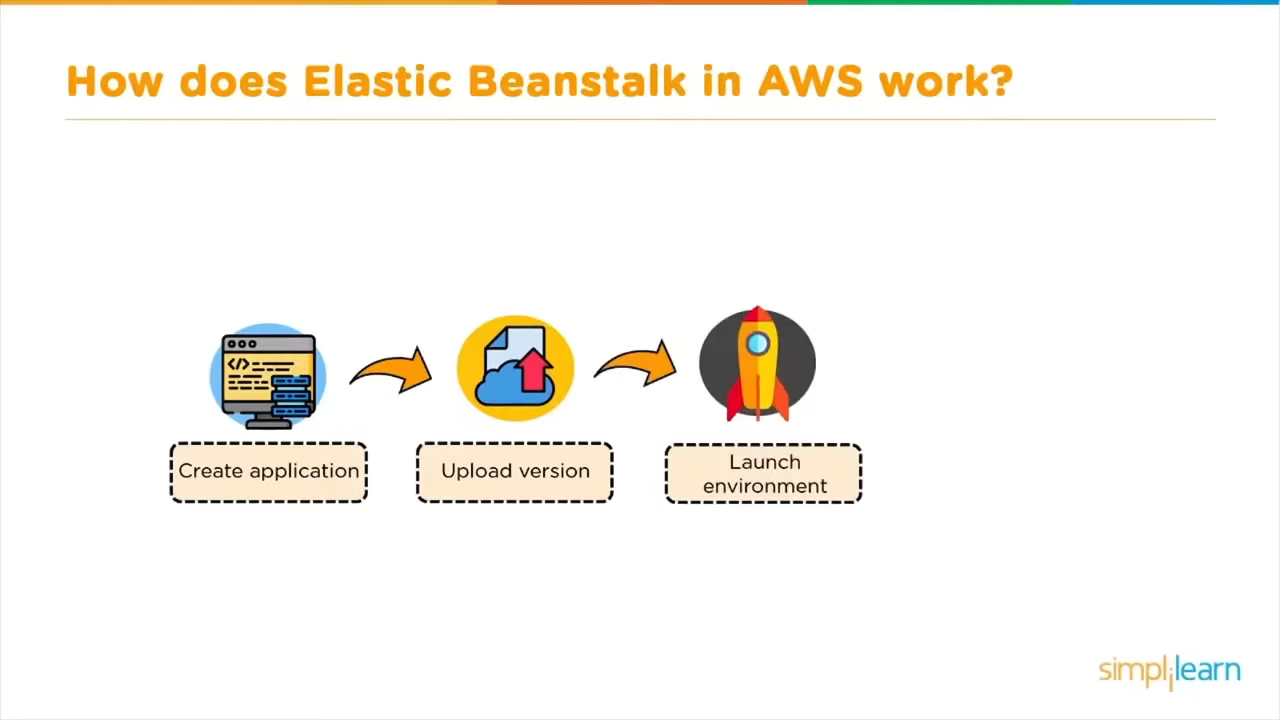 How does Elastic Beanstalk in AWS work?
</>
Create application
Upload version
Launch
environment
simplilearn